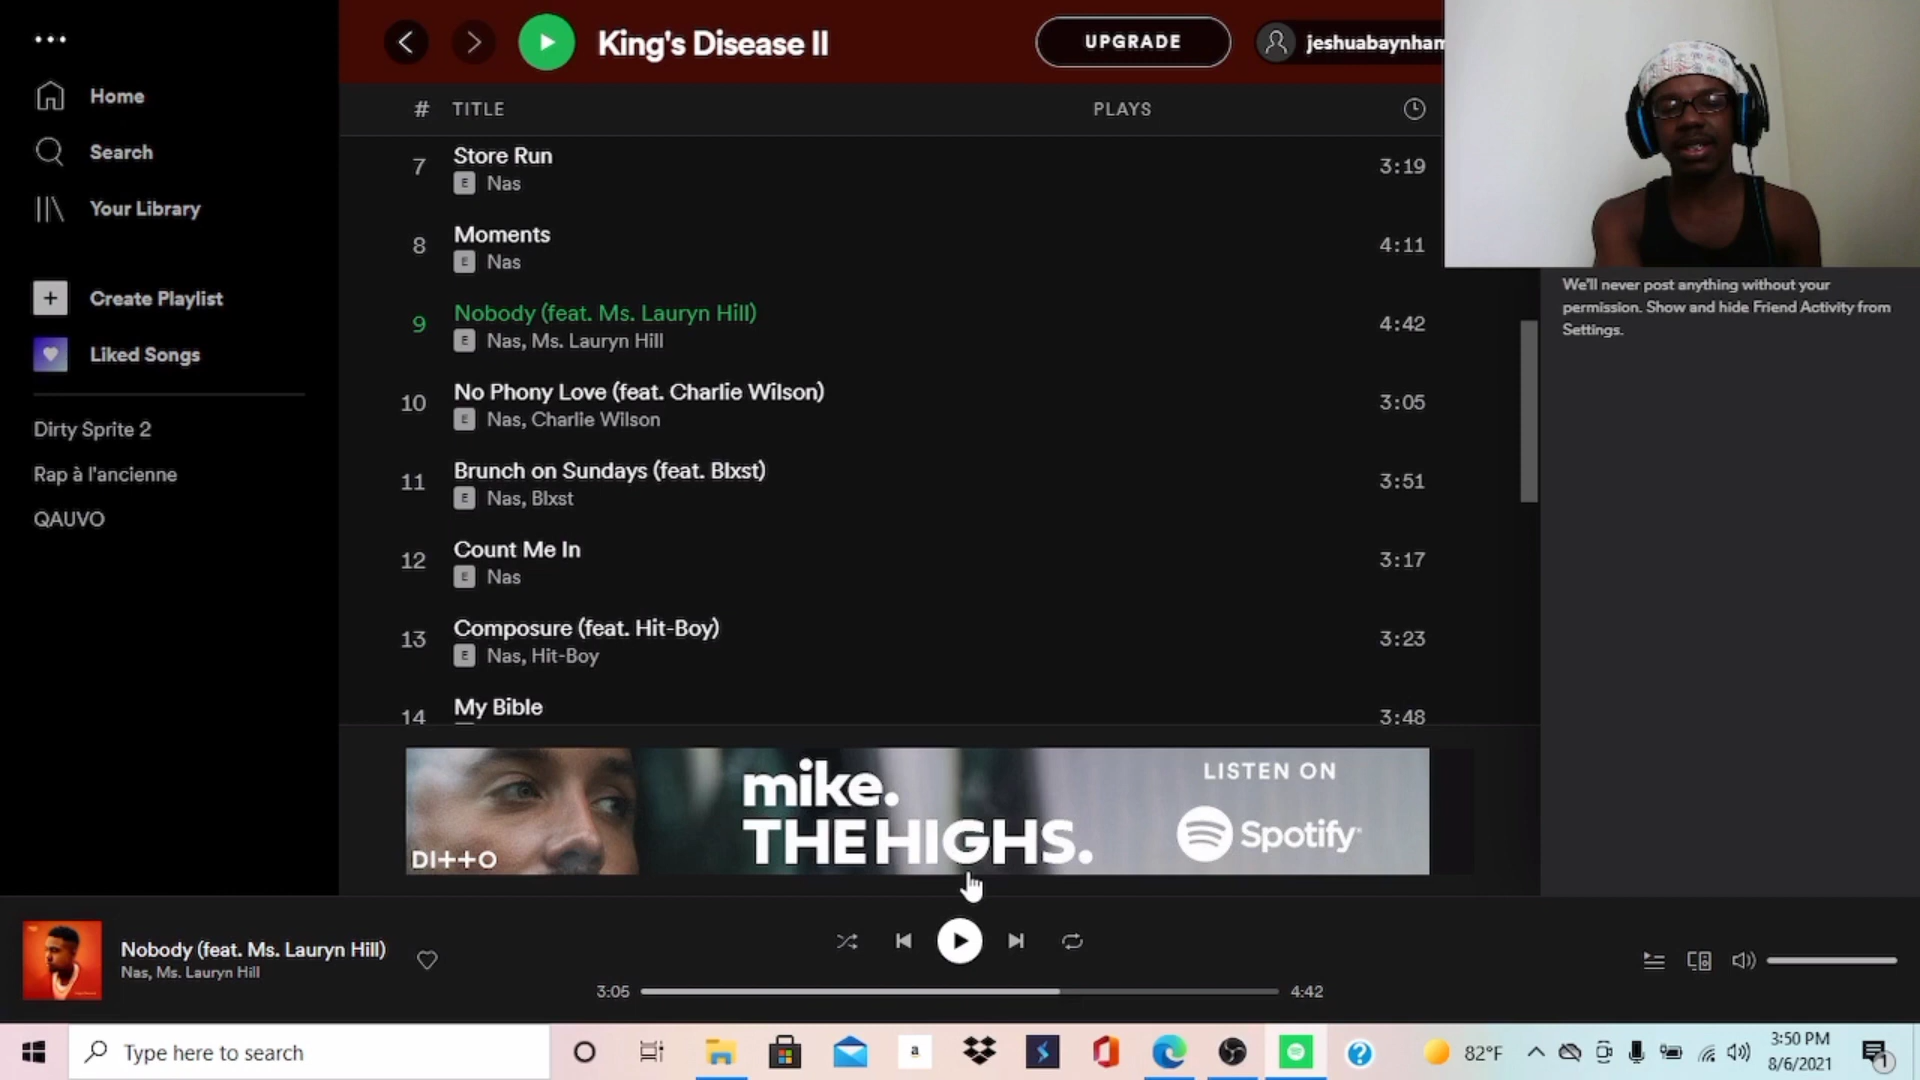 King's Disease II
UPGRADE
jeshuabaynham
Home
Search
Your Library
Create Playlist
Liked Songs
Dirty Sprite 2
Rap à l'ancienne
QAUVO
# TITLE PLAYS
7 Store Run 3:19
E Nas
8 Moments 4:11
E Nas
9 Nobody (feat. Ms. Lauryn Hill) 4:42
E Nas, Ms. Lauryn Hill
10 No Phony Love (feat. Charlie Wilson) 3:05
E Nas, Charlie Wilson
11 Brunch on Sundays (feat. Blxst) 3:51
E Nas, Blxst
12 Count Me In 3:17
E Nas
13 Composure (feat. Hit-Boy) 3:23
E Nas, Hit-Boy
14 My Bible 3:48
We'll never post anything without your
permission. Show and hide Friend Activity from
Settings.
mike.
THE HIGHS.
DI++O
LISTEN ON
Spotify
Nobody (feat. Ms. Lauryn Hill)
Nas, Ms. Lauryn Hill
3:05 4:42
Type here to search
a
82°F
3:50 PM
8/6/2021
1